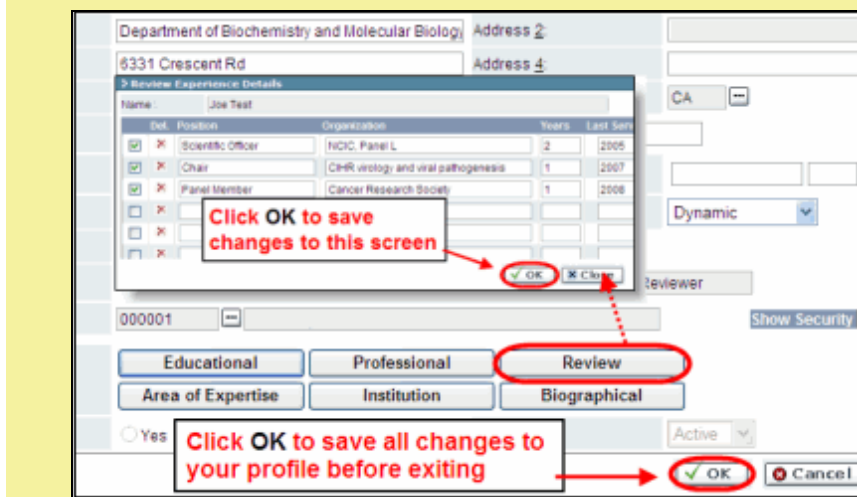 Department of Biochemistry and Molecular Biology Address 2:
6331 Crescent Rd Address 4:
> Review Experience Details
Name : Joe Test
CA
Del. Position Organization Years Last Serv
Scientific Officer NCIC, Panel L 2 2005
Chair CIHR virology and viral pathogenesis 1 2007
Panel Member Cancer Research Society 1 2008
Dynamic
Click OK to save
changes to this screen
OK Close
Reviewer
000001 Show Security
Educational Professional Review
Area of Expertise Institution Biographical
Yes Active
Click OK to save all changes to
your profile before exiting
OK Cancel